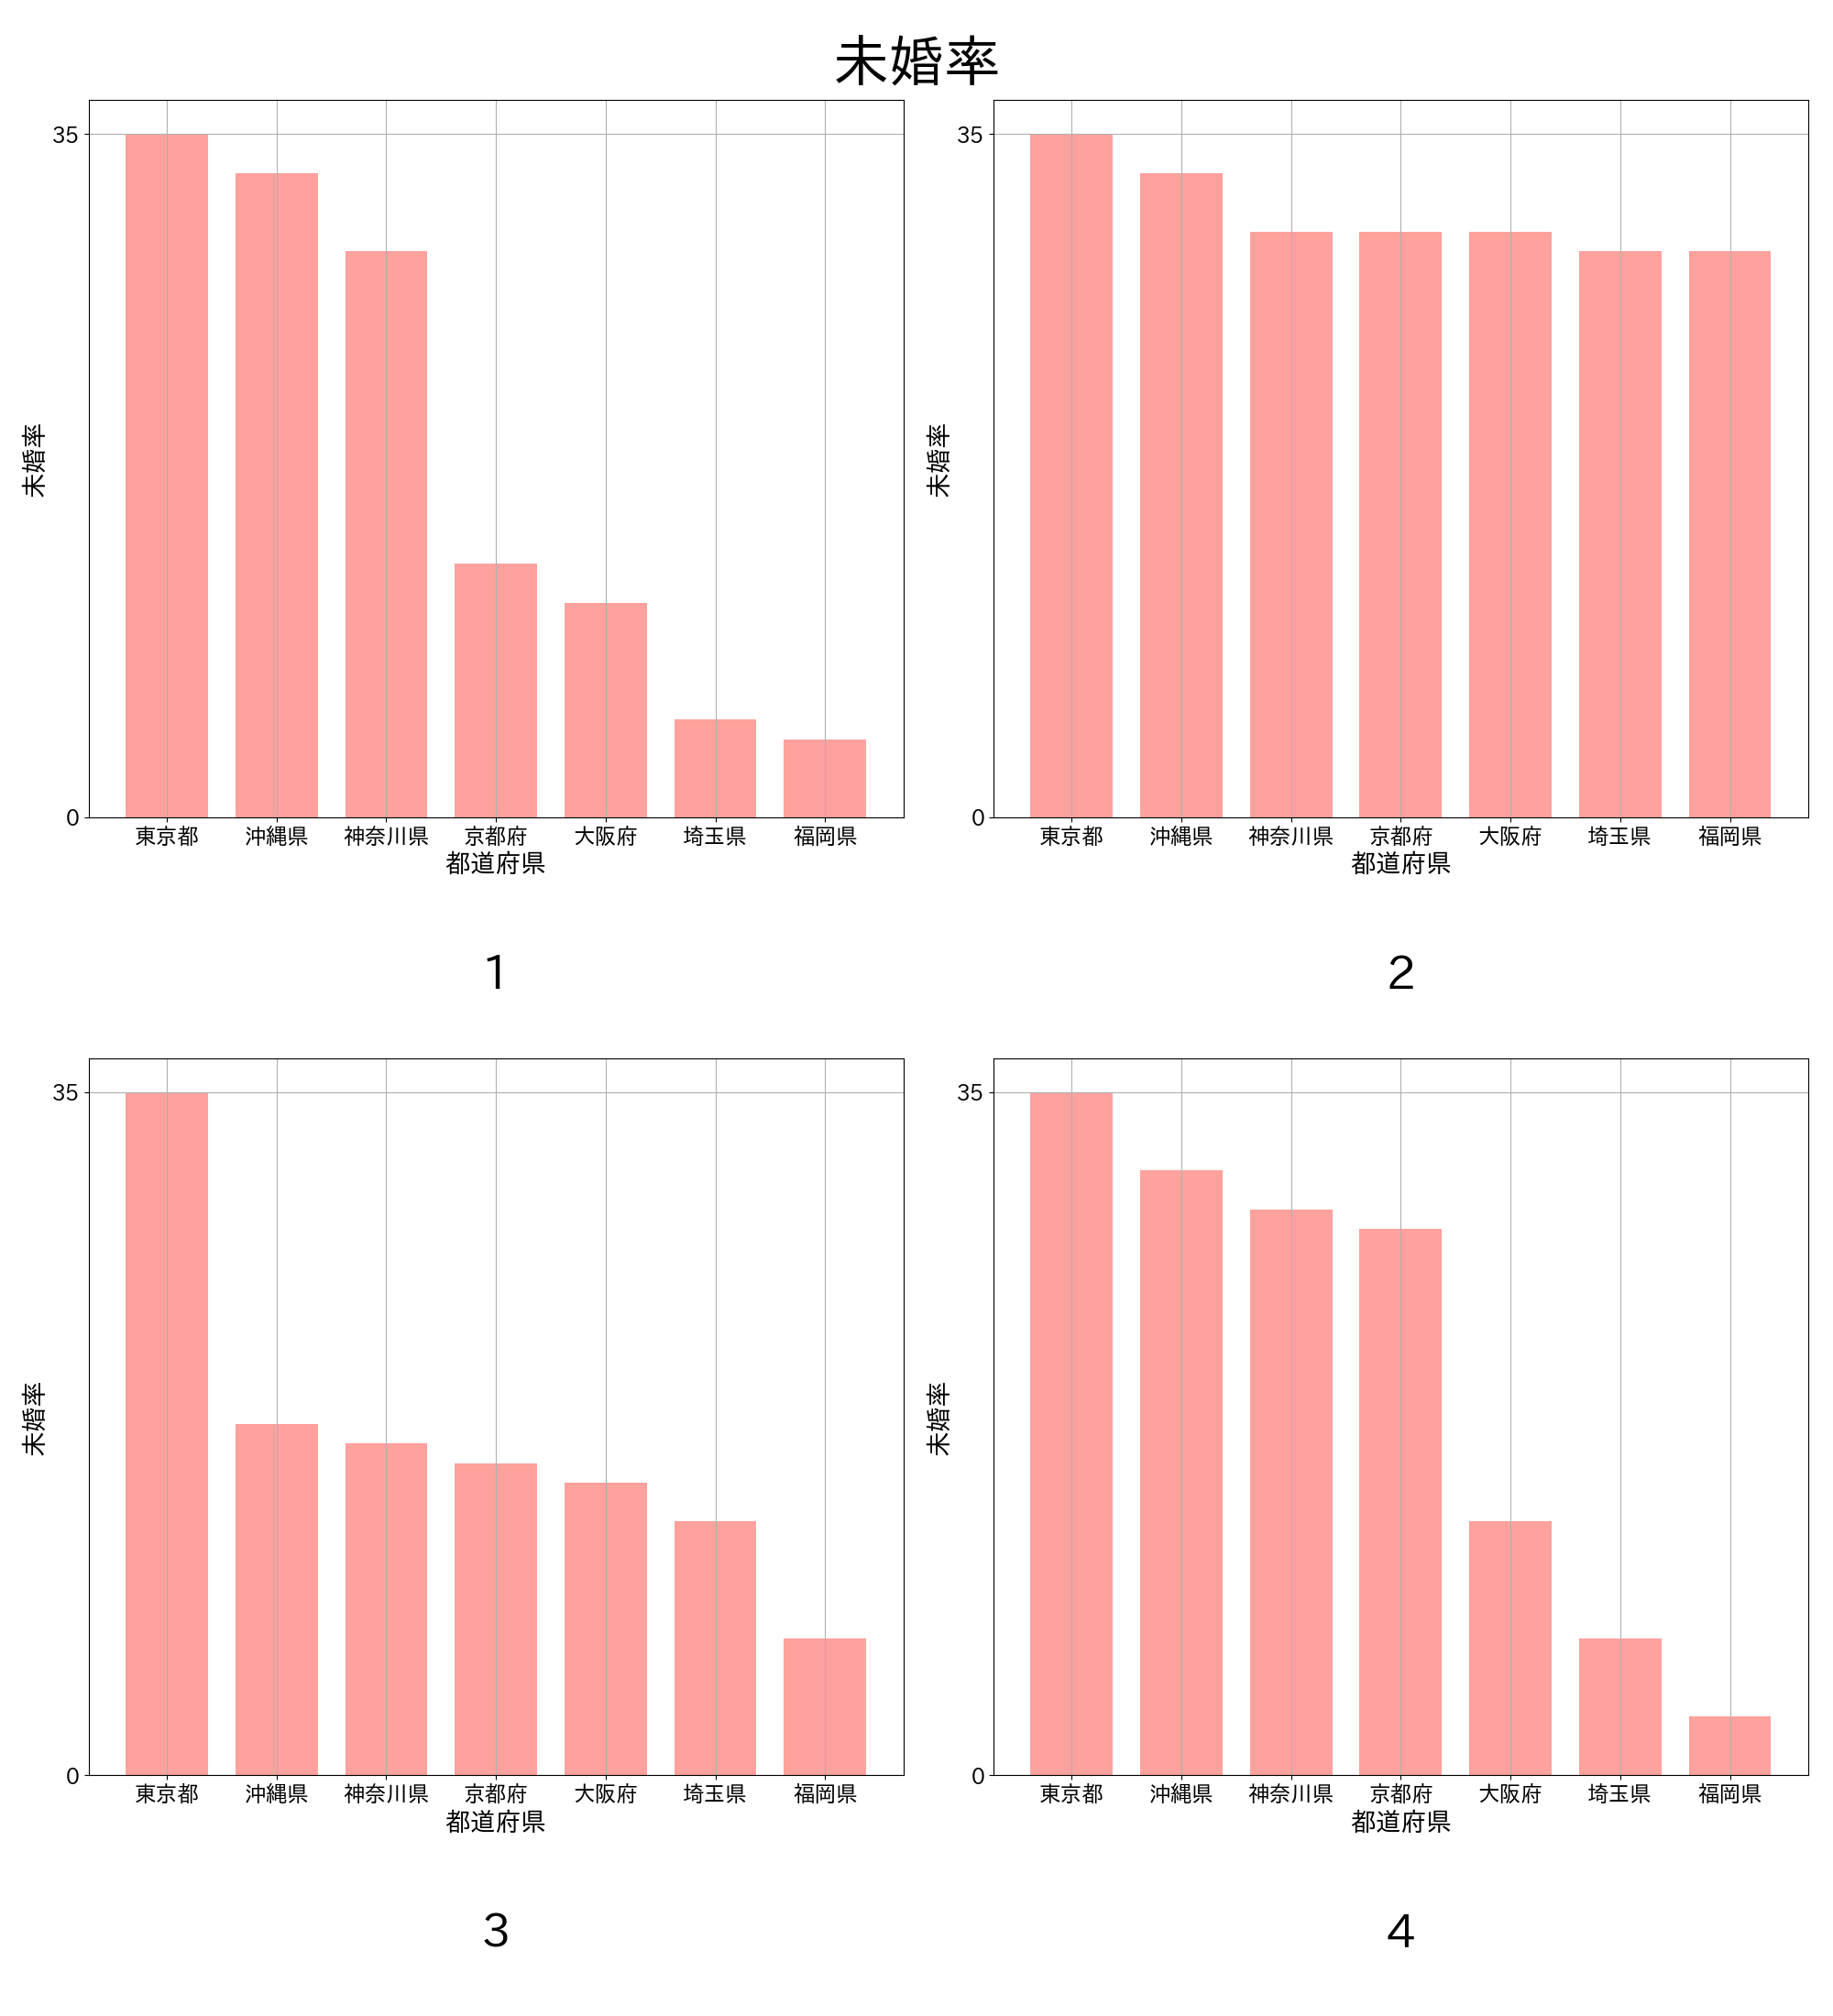 未婚率
35
0
未婚率
東京都 沖縄県 神奈川県 京都府 大阪府 埼玉県 福岡県
都道府県
1
35
0
未婚率
東京都 沖縄県 神奈川県 京都府 大阪府 埼玉県 福岡県
都道府県
2
35
0
未婚率
東京都 沖縄県 神奈川県 京都府 大阪府 埼玉県 福岡県
都道府県
3
35
0
未婚率
東京都 沖縄県 神奈川県 京都府 大阪府 埼玉県 福岡県
都道府県
4